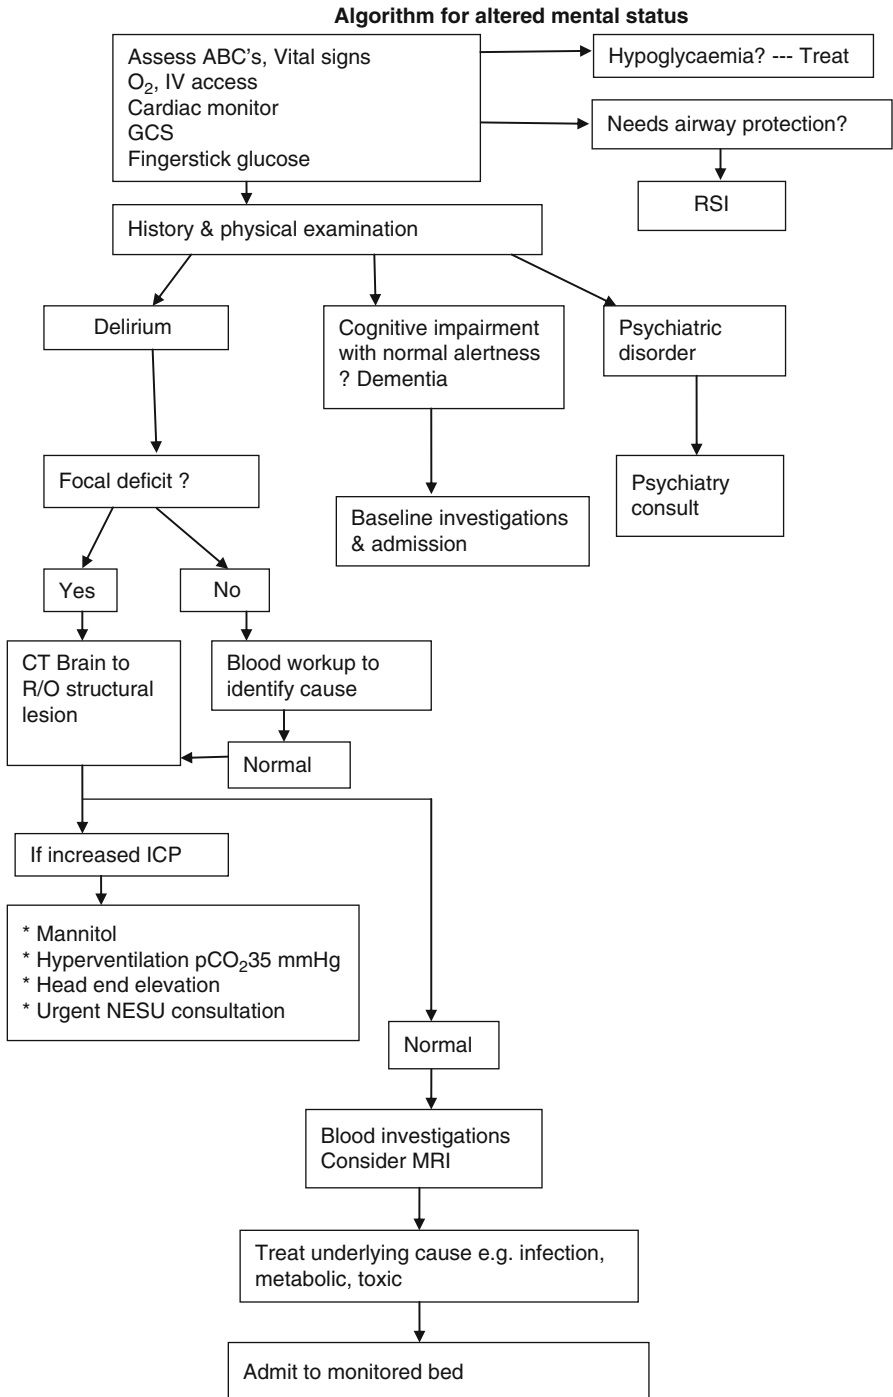 Algorithm for altered mental status
Assess ABC's, Vital signs
O2, IV access
Cardiac monitor
GCS
Fingerstick glucose
Hypoglycaemia? --- Treat
Needs airway protection?
RSI
History & physical examination
Delirium
Cognitive impairment
with normal alertness
? Dementia
Psychiatric
disorder
Focal deficit ?
Baseline investigations
& admission
Psychiatry
consult
Yes
No
CT Brain to
R/O structural
lesion
Blood workup to
identify cause
Normal
If increased ICP
* Mannitol
* Hyperventilation pCO235 mmHg
* Head end elevation
* Urgent NESU consultation
Normal
Blood investigations
Consider MRI
Treat underlying cause e.g. infection,
metabolic, toxic
Admit to monitored bed